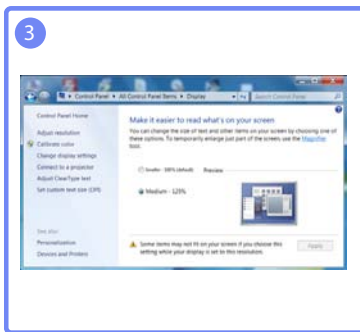 3
Control Panel ▸ All Control Panel Items ▸ Display
Search Control Panel
Control Panel Home
Adjust resolution
Calibrate color
Change display settings
Connect to a projector
Adjust ClearType text
Set custom text size (DPI)
See also
Personalization
Devices and Printers
Make it easier to read what's on your screen
You can change the size of text and other items on your screen by choosing one of
these options. To temporarily enlarge just part of the screen, use the Magnifier
tool.
Smaller - 100% (default) Preview
Medium - 125%
Some items may not fit on your screen if you choose this
setting while your display is set to this resolution.
Apply